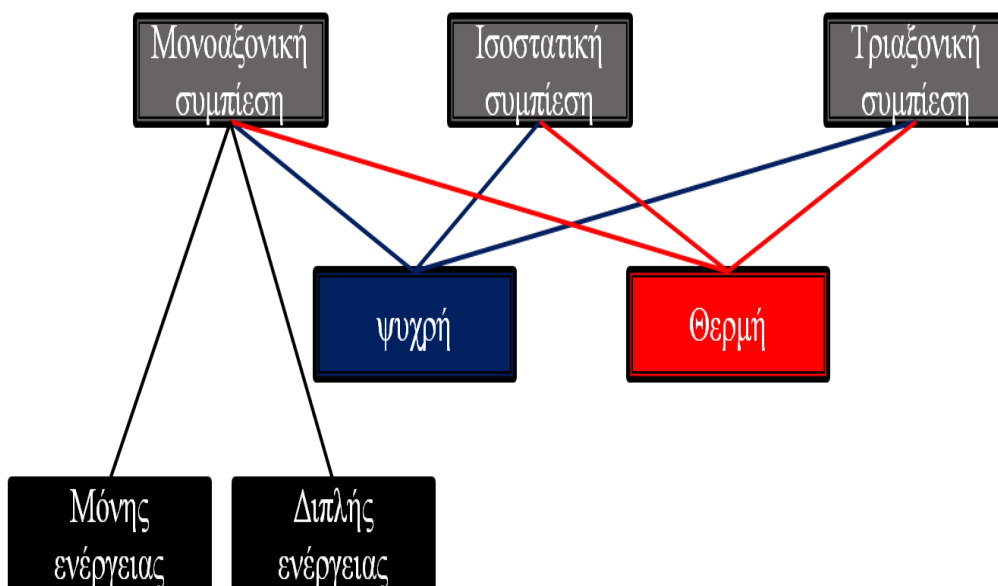 Μονοαξονική
συμπίεση
Ισοστατική
συμπίεση
Τριαξονική
συμπίεση
ψυχρή
Θερμή
Μόνης
ενέργειας
Διπλής
ενέργειας